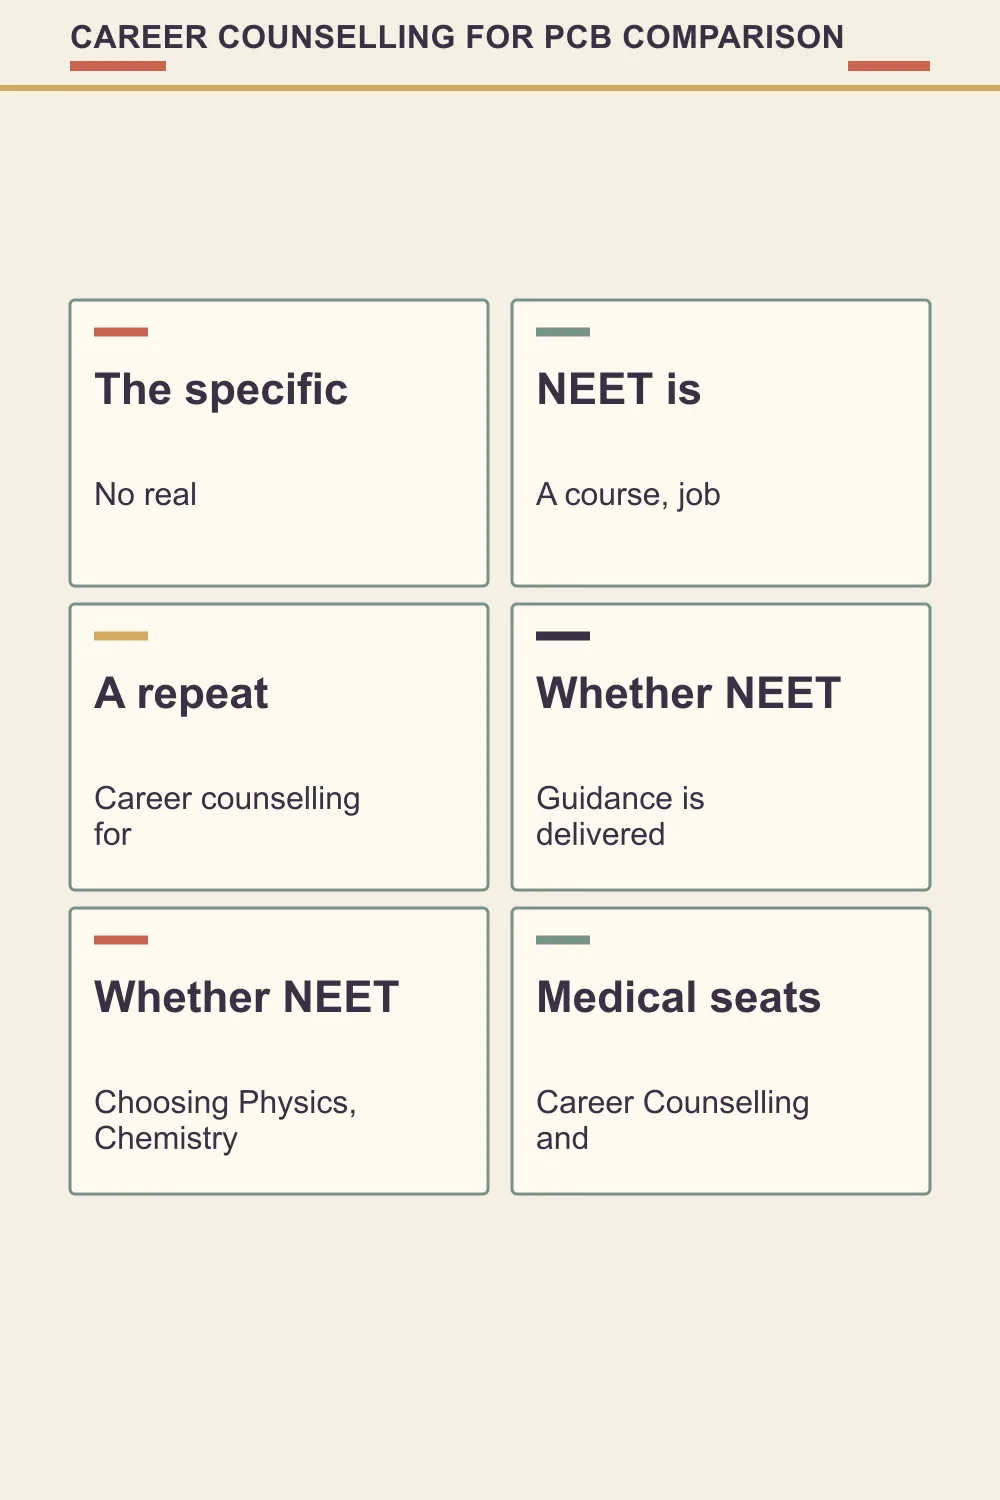 CAREER COUNSELLING FOR PCB COMPARISON
The specific
No real
NEET is
A course, job
A repeat
Career counselling
for
Whether NEET
Guidance is
delivered
Whether NEET
Choosing Physics,
Chemistry
Medical seats
Career Counselling
and